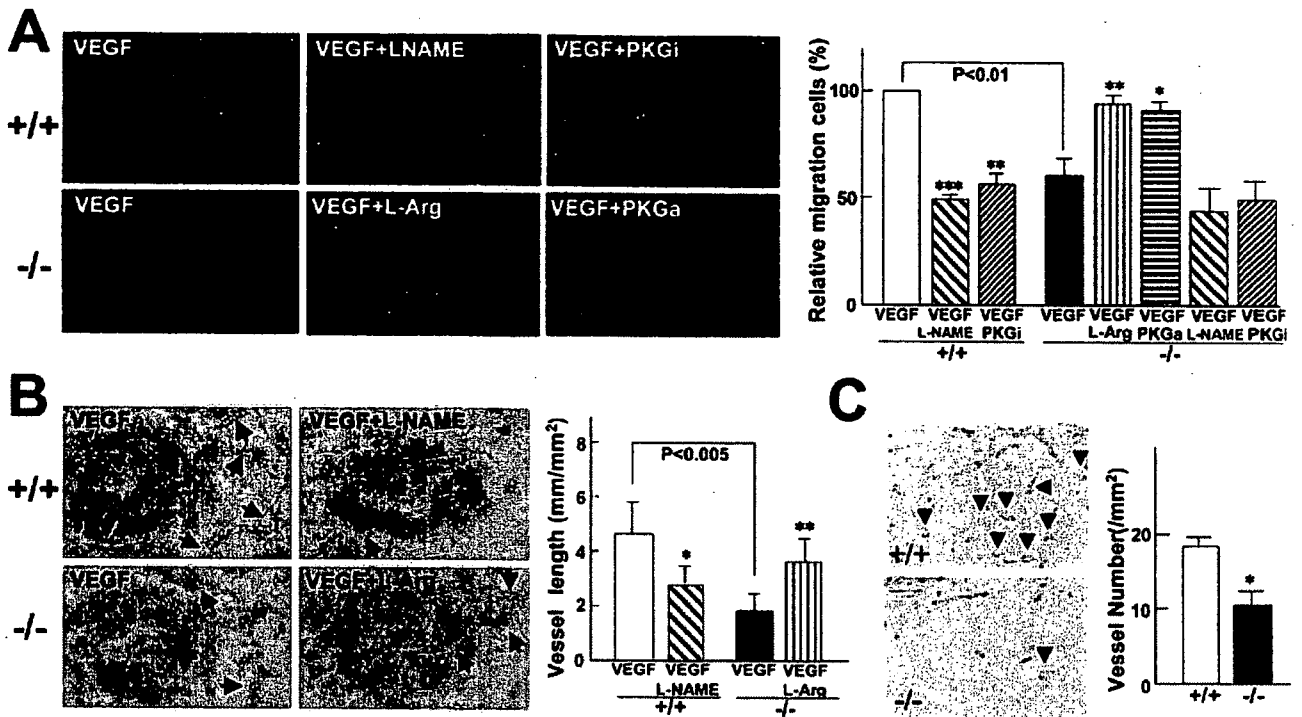 A
VEGF
VEGF+LNAME
VEGF+PKGi
+/+
VEGF
VEGF+L-Arg
VEGF+PKGa
-/-
Relative migration cells (%)
100
50
0
P<0.01
*** ** ** *
VEGF VEGF VEGF VEGF VEGF VEGF VEGF VEGF
L-NAME PKGi L-Arg PKGa L-NAME PKGi
+/+ -/-
B
VEGF
VEGF+L-NAME
+/+
VEGF
VEGF+L-Arg
-/-
Vessel length (mm/mm²)
8
6
4
2
0
P<0.005
* **
VEGF VEGF VEGF VEGF
L-NAME L-Arg
+/+ -/-
C
+/+
-/-
Vessel Number(/mm²)
20
10
0
*
+/+ -/-